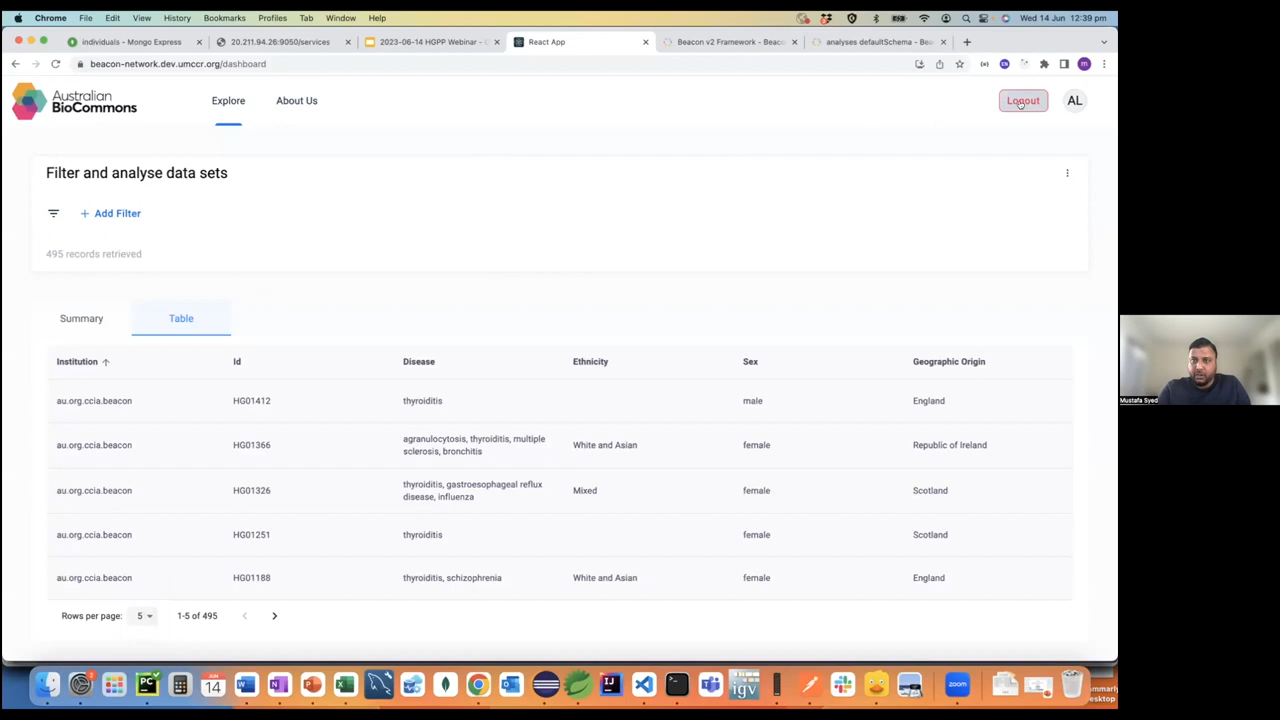 Chrome File Edit View History Bookmarks Profiles Tab Window Help Wed 14 Jun 12:39 pm
individuals - Mongo Express 20.211.94.26:9050/services 2023-06-14 HGPP Webinar - React App Beacon v2 Framework - Beac analyses defaultSchema - Bea
beacon-network.dev.umccr.org/dashboard
Australian
BioCommons
Explore About Us Logout AL
Filter and analyse data sets
+ Add Filter
495 records retrieved
Summary Table
Institution Id Disease Ethnicity Sex Geographic Origin
au.org.ccia.beacon HG01412 thyroiditis male England
au.org.ccia.beacon HG01366 agranulocytosis, thyroiditis, multiple sclerosis, bronchitis White and Asian female Republic of Ireland
au.org.ccia.beacon HG01326 thyroiditis, gastroesophageal reflux disease, influenza Mixed female Scotland
au.org.ccia.beacon HG01251 thyroiditis female Scotland
au.org.ccia.beacon HG01188 thyroiditis, schizophrenia White and Asian female England
Rows per page: 5 1-5 of 495
Mustafa Syed
JUN
14
PC
igv
zoom